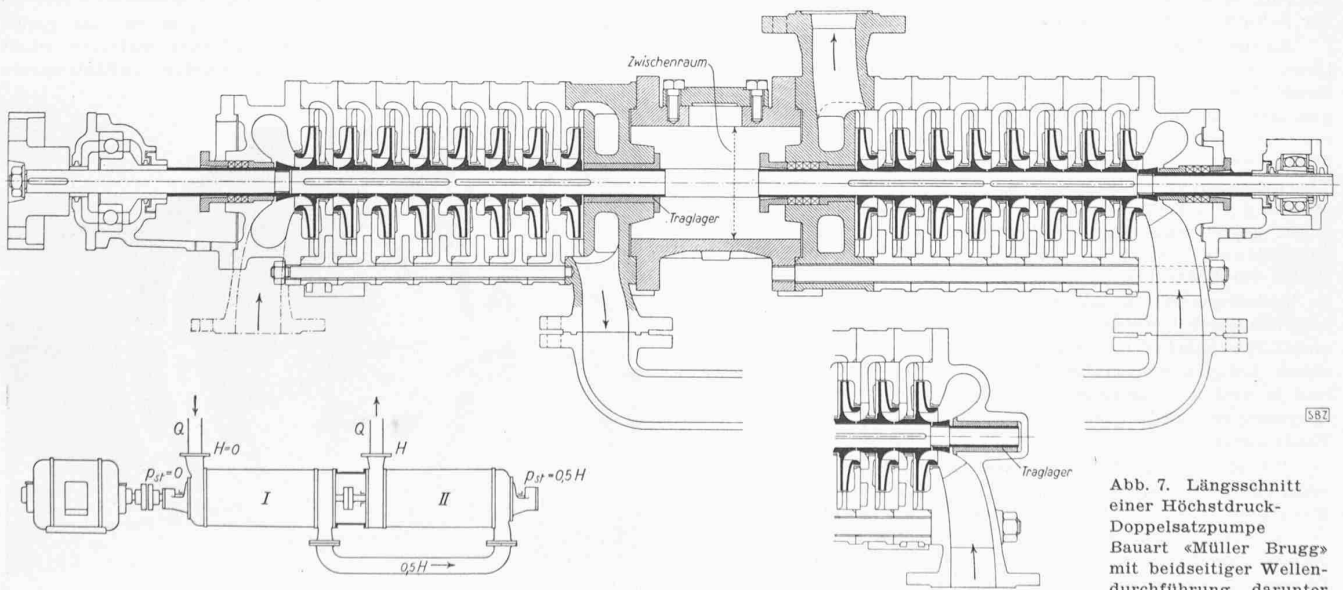 Zwischenraum
Traglager
SBZ
Q
H=0
Q
H
p_st=0
p_st=0,5 H
I
II
0,5 H
Traglager
Abb. 7. Längsschnitt
einer Höchstdruck-
Doppelsatzpumpe
Bauart «Müller Brugg»
mit beidseitiger Wellen-
durchführung, darunter